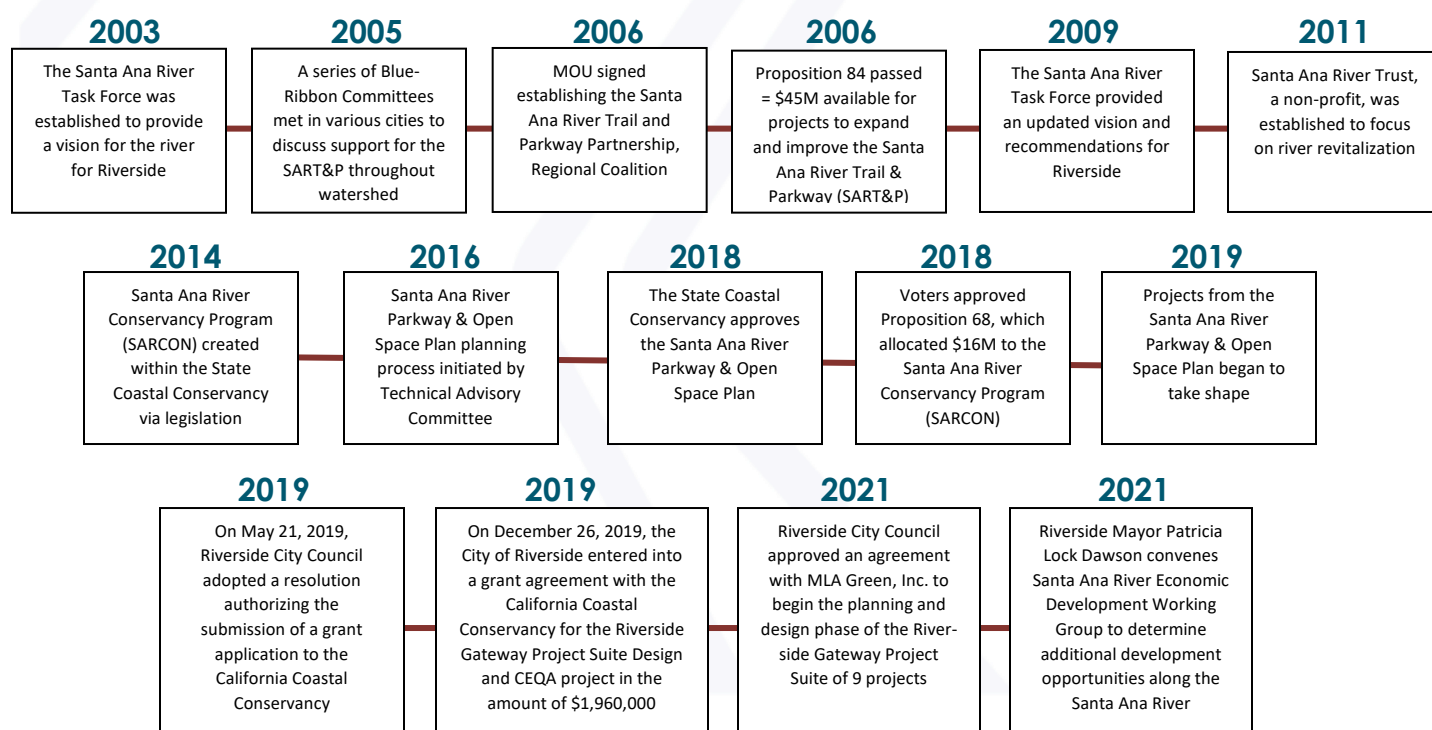 2003
The Santa Ana River
Task Force was
established to provide
a vision for the river
for Riverside
2005
A series of Blue-
Ribbon Committees
met in various cities to
discuss support for the
SART&P throughout
watershed
2006
MOU signed
establishing the Santa
Ana River Trail and
Parkway Partnership,
Regional Coalition
2006
Proposition 84 passed
= $45M available for
projects to expand
and improve the Santa
Ana River Trail &
Parkway (SART&P)
2009
The Santa Ana River
Task Force provided
an updated vision and
recommendations for
Riverside
2011
Santa Ana River Trust,
a non-profit, was
established to focus
on river revitalization
2014
Santa Ana River
Conservancy Program
(SARCON) created
within the State
Coastal Conservancy
via legislation
2016
Santa Ana River
Parkway & Open
Space Plan planning
process initiated by
Technical Advisory
Committee
2018
The State Coastal
Conservancy approves
the Santa Ana River
Parkway & Open
Space Plan
2018
Voters approved
Proposition 68, which
allocated $16M to the
Santa Ana River
Conservancy Program
(SARCON)
2019
Projects from the
Santa Ana River
Parkway & Open
Space Plan began to
take shape
2019
On May 21, 2019,
Riverside City Council
adopted a resolution
authorizing the
submission of a grant
application to the
California Coastal
Conservancy
2019
On December 26, 2019, the
City of Riverside entered into
a grant agreement with the
California Coastal
Conservancy for the Riverside
Gateway Project Suite Design
and CEQA project in the
amount of $1,960,000
2021
Riverside City Council
approved an agreement
with MLA Green, Inc. to
begin the planning and
design phase of the River-
side Gateway Project
Suite of 9 projects
2021
Riverside Mayor Patricia
Lock Dawson convenes
Santa Ana River Economic
Development Working
Group to determine
additional development
opportunities along the
Santa Ana River